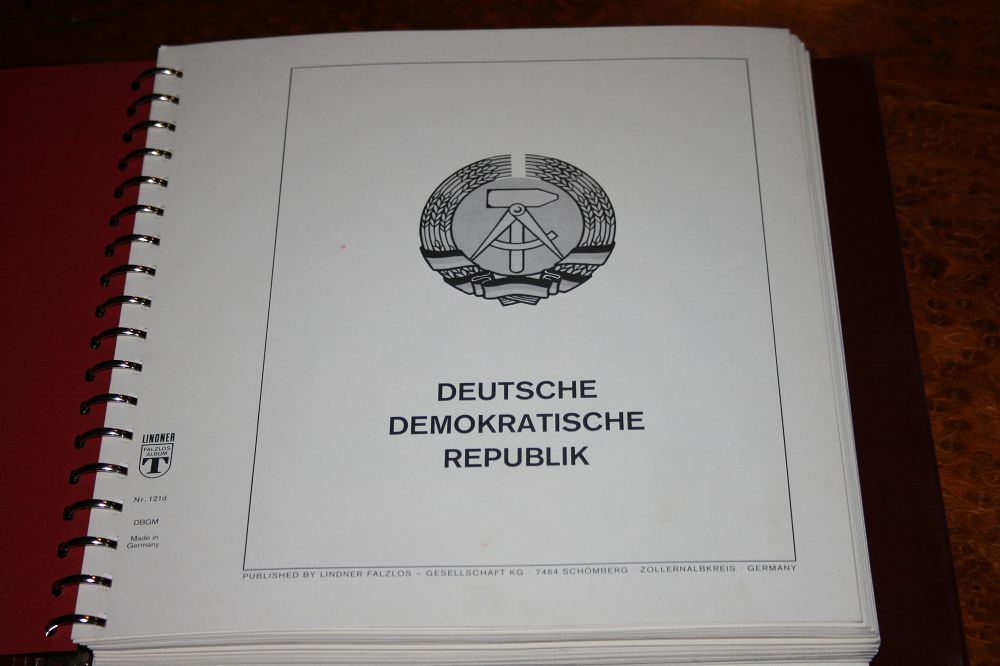 DEUTSCHE
DEMOKRATISCHE
REPUBLIK
LINDNER
FALZLOS
ALBUM
T
Nr. 121d
DBGM
Made in
Germany
PUBLISHED BY LINDNER FALZLOS - GESELLSCHAFT KG · 7464 SCHÖMBERG · ZOLLERNALBKREIS · GERMANY